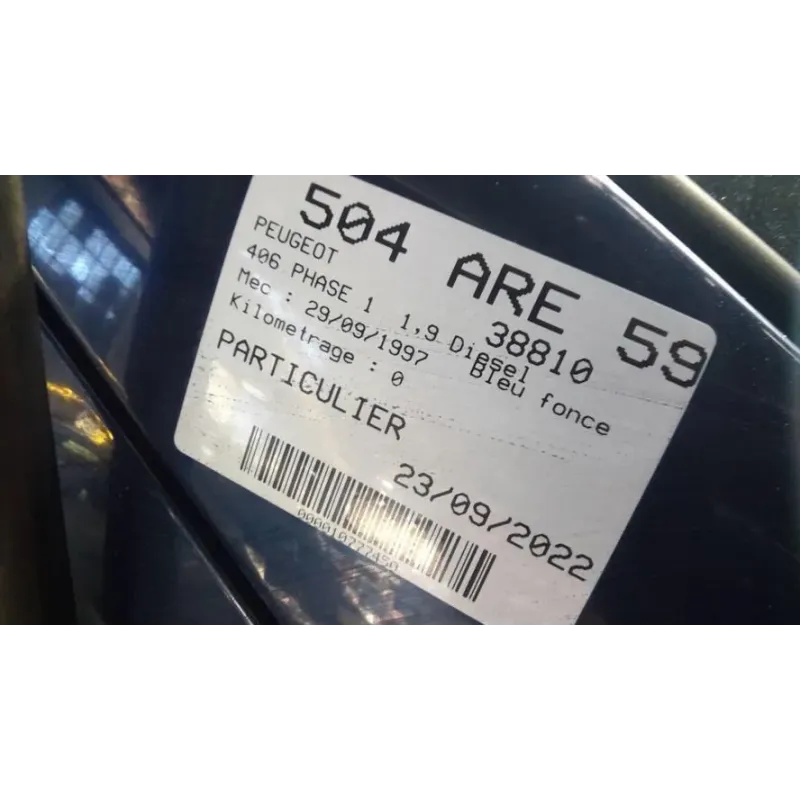 504 ARE 59
PEUGEOT 38810
406 PHASE 1 1,9 Diesel
Mec : 29/09/1997 Bleu fonce
Kilometrage : 0
PARTICULIER
23/09/2022
000010777450